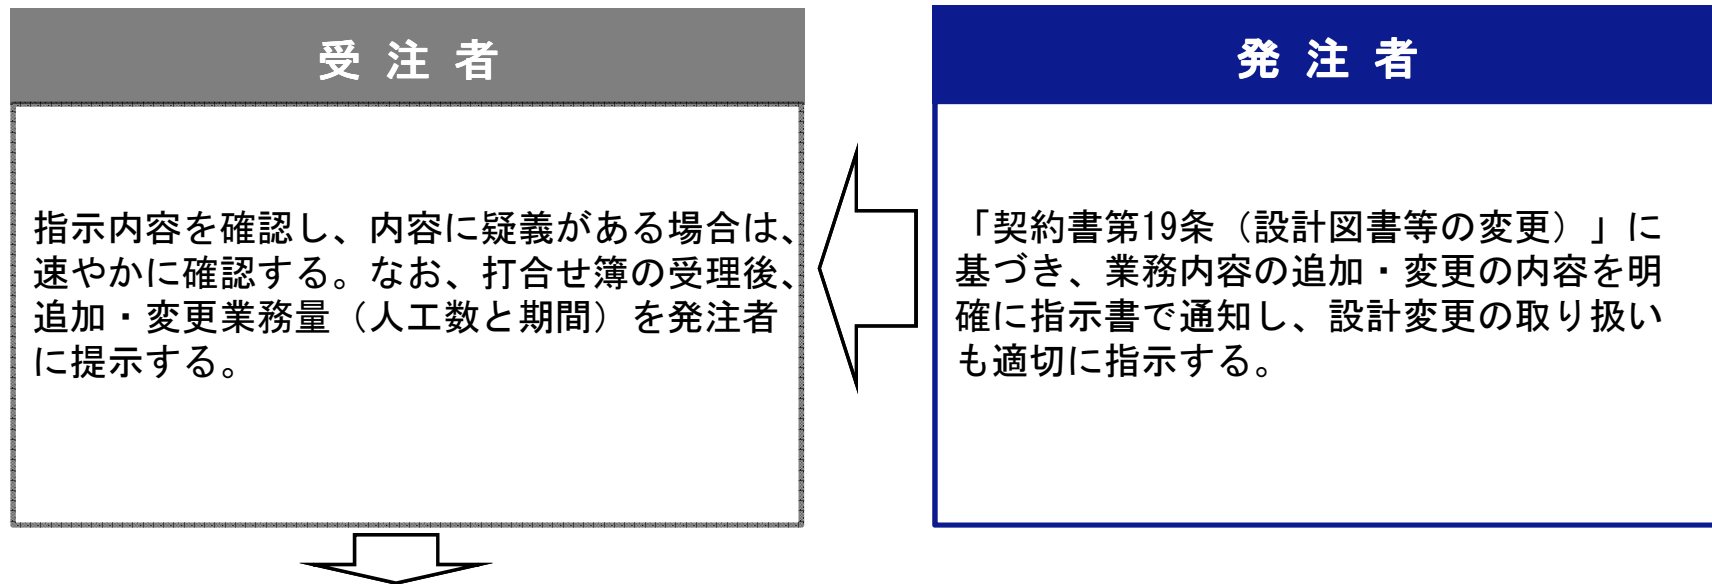 受 注 者
指示内容を確認し、内容に疑義がある場合は、
速やかに確認する。なお、打合せ簿の受理後、
追加・変更業務量（人工数と期間）を発注者
に提示する。
発 注 者
「契約書第19条（設計図書等の変更）」に
基づき、業務内容の追加・変更の内容を明
確に指示書で通知し、設計変更の取り扱い
も適切に指示する。